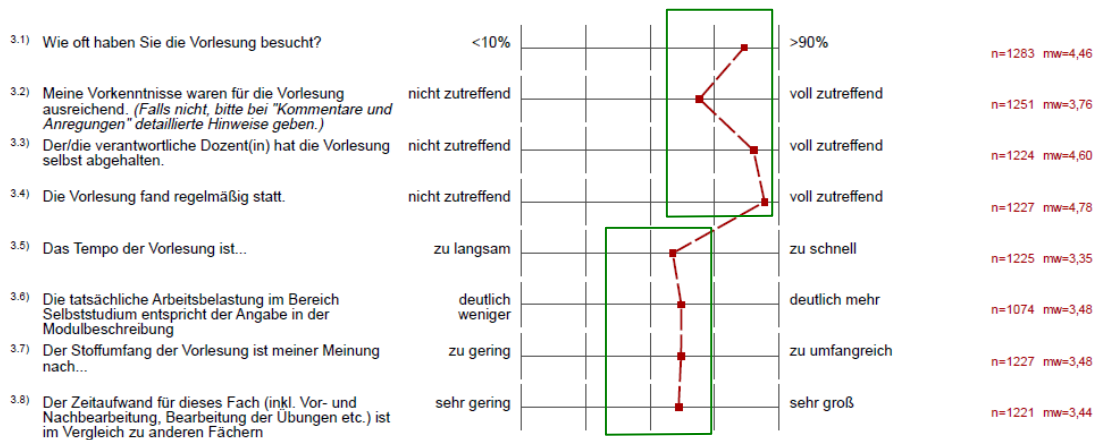 3.1) Wie oft haben Sie die Vorlesung besucht? <10% >90% n=1283 mw=4,46
3.2) Meine Vorkenntnisse waren für die Vorlesung nicht zutreffend voll zutreffend n=1251 mw=3,76
ausreichend. (Falls nicht, bitte bei "Kommentare und
Anregungen" detaillierte Hinweise geben.)
3.3) Der/die verantwortliche Dozent(in) hat die Vorlesung nicht zutreffend voll zutreffend n=1224 mw=4,60
selbst abgehalten.
3.4) Die Vorlesung fand regelmäßig statt. nicht zutreffend voll zutreffend n=1227 mw=4,78
3.5) Das Tempo der Vorlesung ist... zu langsam zu schnell n=1225 mw=3,35
3.6) Die tatsächliche Arbeitsbelastung im Bereich deutlich deutlich mehr n=1074 mw=3,48
Selbststudium entspricht der Angabe in der weniger
Modulbeschreibung
3.7) Der Stoffumfang der Vorlesung ist meiner Meinung zu gering zu umfangreich n=1227 mw=3,48
nach...
3.8) Der Zeitaufwand für dieses Fach (inkl. Vor- und sehr gering sehr groß n=1221 mw=3,44
Nachbearbeitung, Bearbeitung der Übungen etc.) ist
im Vergleich zu anderen Fächern